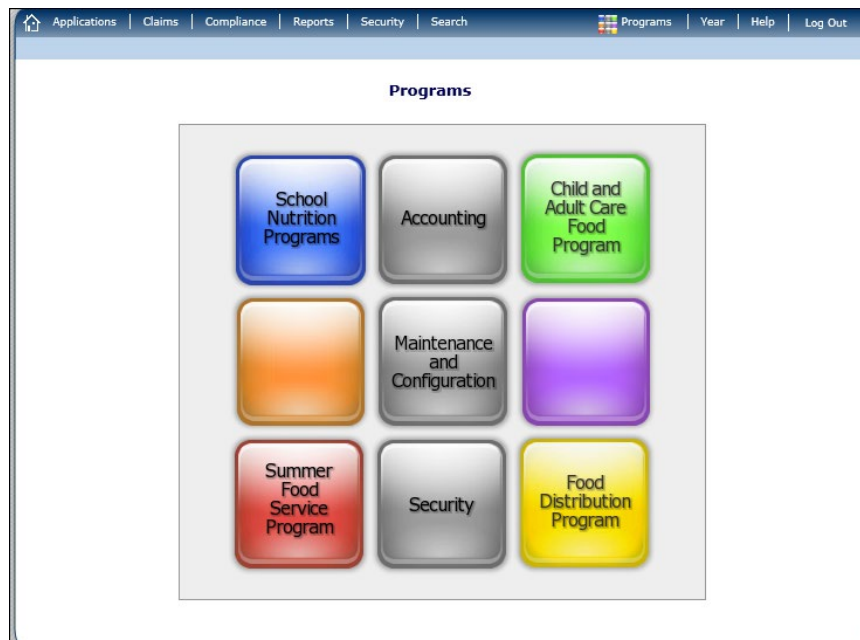 Applications | Claims | Compliance | Reports | Security | Search Programs | Year | Help | Log Out
Programs
School
Nutrition
Programs
Accounting
Child and
Adult Care
Food
Program
Maintenance
and
Configuration
Summer
Food
Service
Program
Security
Food
Distribution
Program